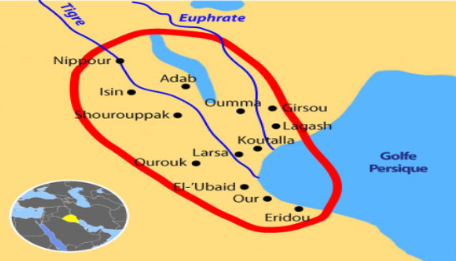 Tigre
Euphrate
Nippour
Adab
Isin
Oumma
Girsou
Shourouppak
Lagash
Koutalla
Larsa
Ourouk
Golfe
Persique
El-'Ubaid
Our
Eridou